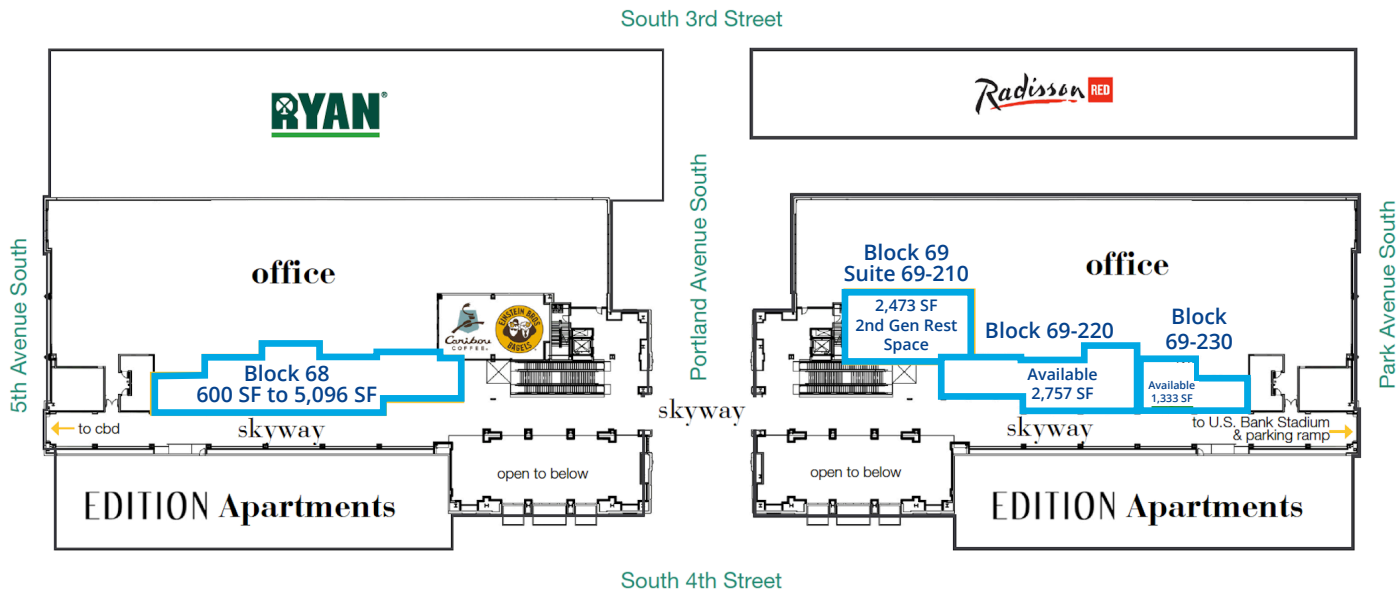 South 3rd Street
RYAN®
Radisson RED
5th Avenue South
Portland Avenue South
Park Avenue South
office
Caribou
COFFEE
EINSTEIN BROS
BAGELS
Block 68
600 SF to 5,096 SF
to cbd
skyway
open to below
EDITION Apartments
skyway
office
Block 69
Suite 69-210
2,473 SF
2nd Gen Rest
Space
Block 69-220
Available
2,757 SF
Block
69-230
Available
1,333 SF
skyway
to U.S. Bank Stadium
& parking ramp
open to below
EDITION Apartments
South 4th Street